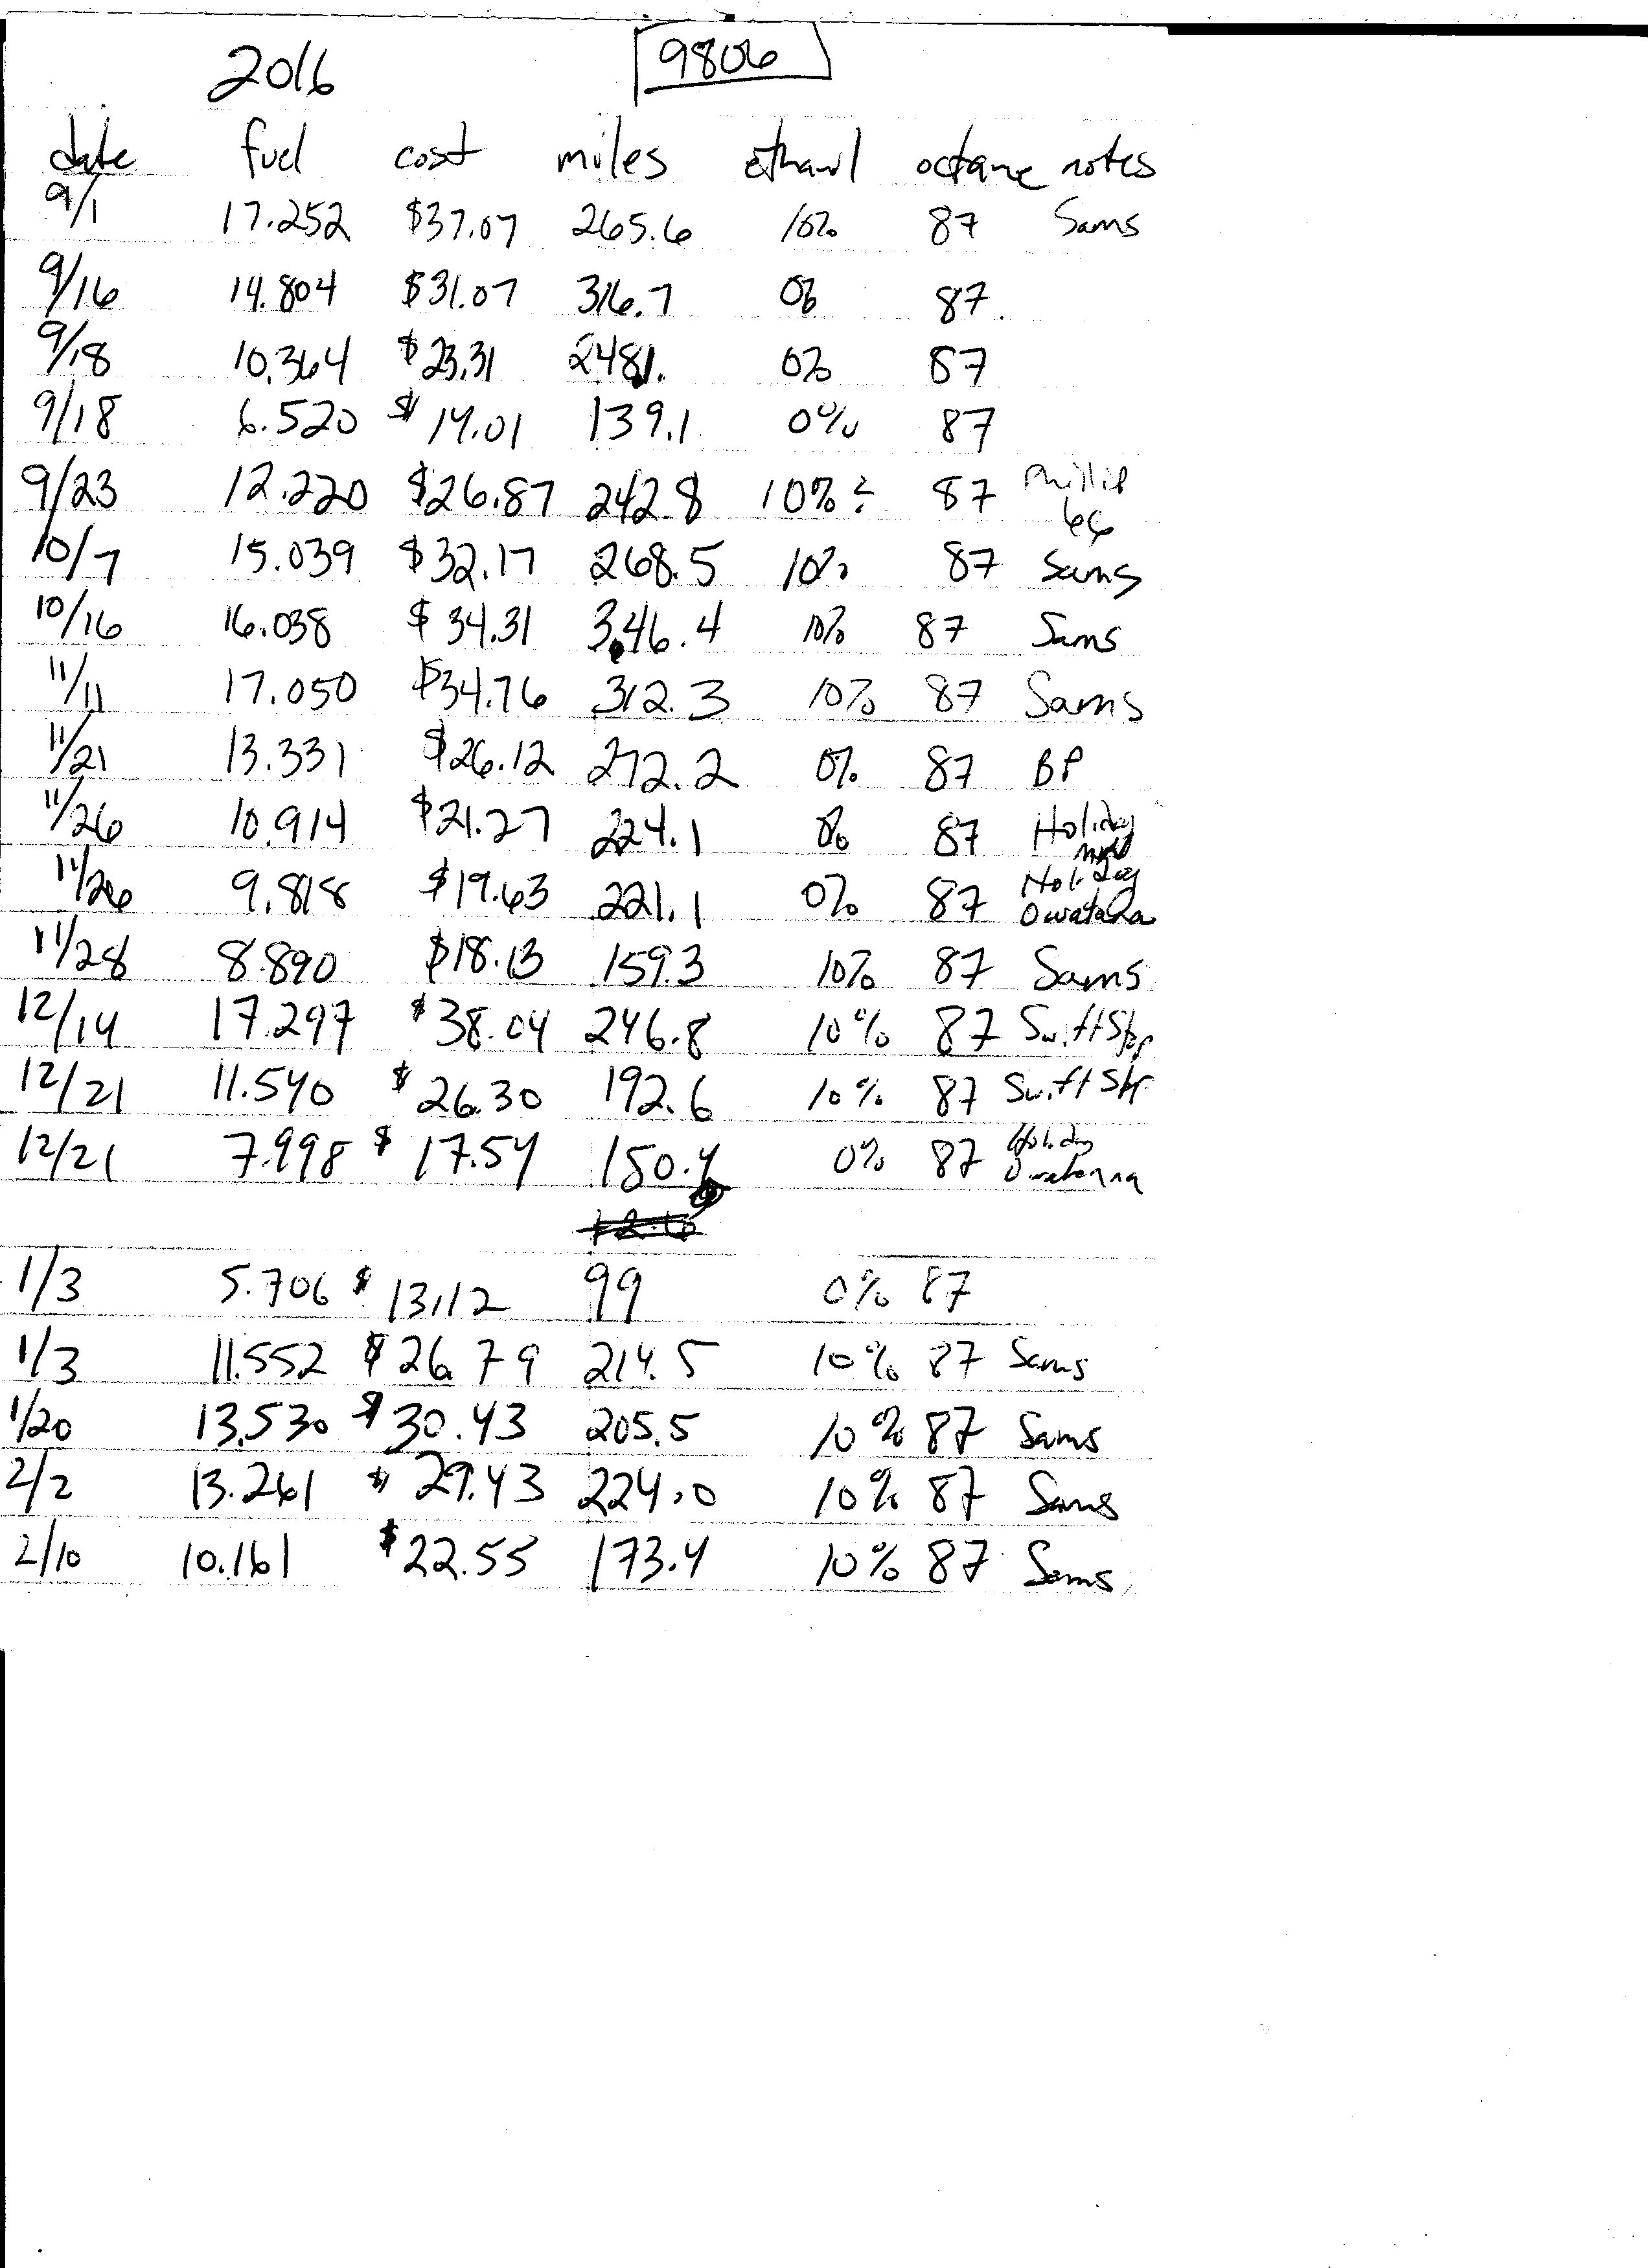 2016 9806
date fuel cost miles ethanol octane notes
9/1 17.252 $37.07 265.6 10% 87 Sams
9/16 14.804 $31.07 316.7 0% 87
9/18 10.364 $23.31 248.1 0% 87
9/18 6.520 $14.01 139.1 0% 87
9/23 12.220 $26.87 242.8 10%? 87 Phillip 66
10/7 15.039 $32.17 268.5 10% 87 Sams
10/16 16.038 $34.31 346.4 10% 87 Sams
11/11 17.050 $34.76 312.3 10% 87 Sams
11/21 13.331 $26.12 272.2 0% 87 BP
11/26 10.914 $21.27 224.1 0% 87 Holiday
11/26 9.818 $19.63 221.1 0% 87 Holiday Owatana
11/28 8.890 $18.13 159.3 10% 87 Sams
12/14 17.297 $38.04 246.8 10% 87 Swift Stop
12/21 11.540 $26.30 192.6 10% 87 Swift Stop
12/21 7.998 $17.54 150.4 0% 87 Holiday Owatonna
1/3 5.706 $13.12 99 0% 87
1/3 11.552 $26.79 214.5 10% 87 Sams
1/20 13.530 $30.43 205.5 10% 87 Sams
2/2 13.261 $29.43 224.0 10% 87 Sams
2/10 10.161 $22.55 173.4 10% 87 Sams